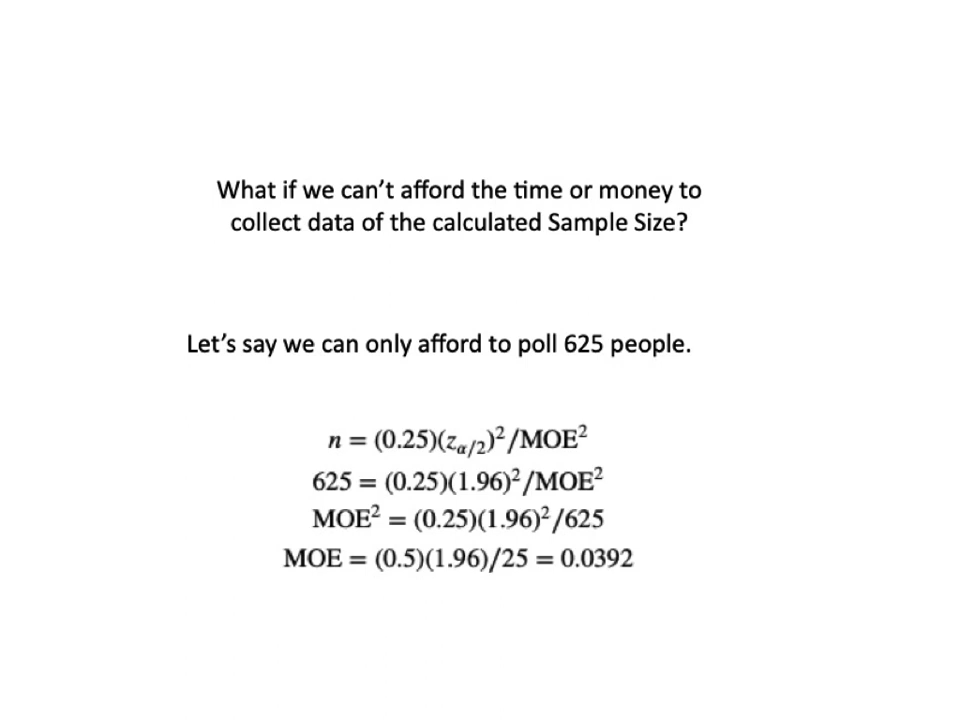 What if we can’t afford the time or money to
collect data of the calculated Sample Size?
Let’s say we can only afford to poll 625 people.
n = (0.25)(z_{α/2})²/MOE²
625 = (0.25)(1.96)²/MOE²
MOE² = (0.25)(1.96)²/625
MOE = (0.5)(1.96)/25 = 0.0392